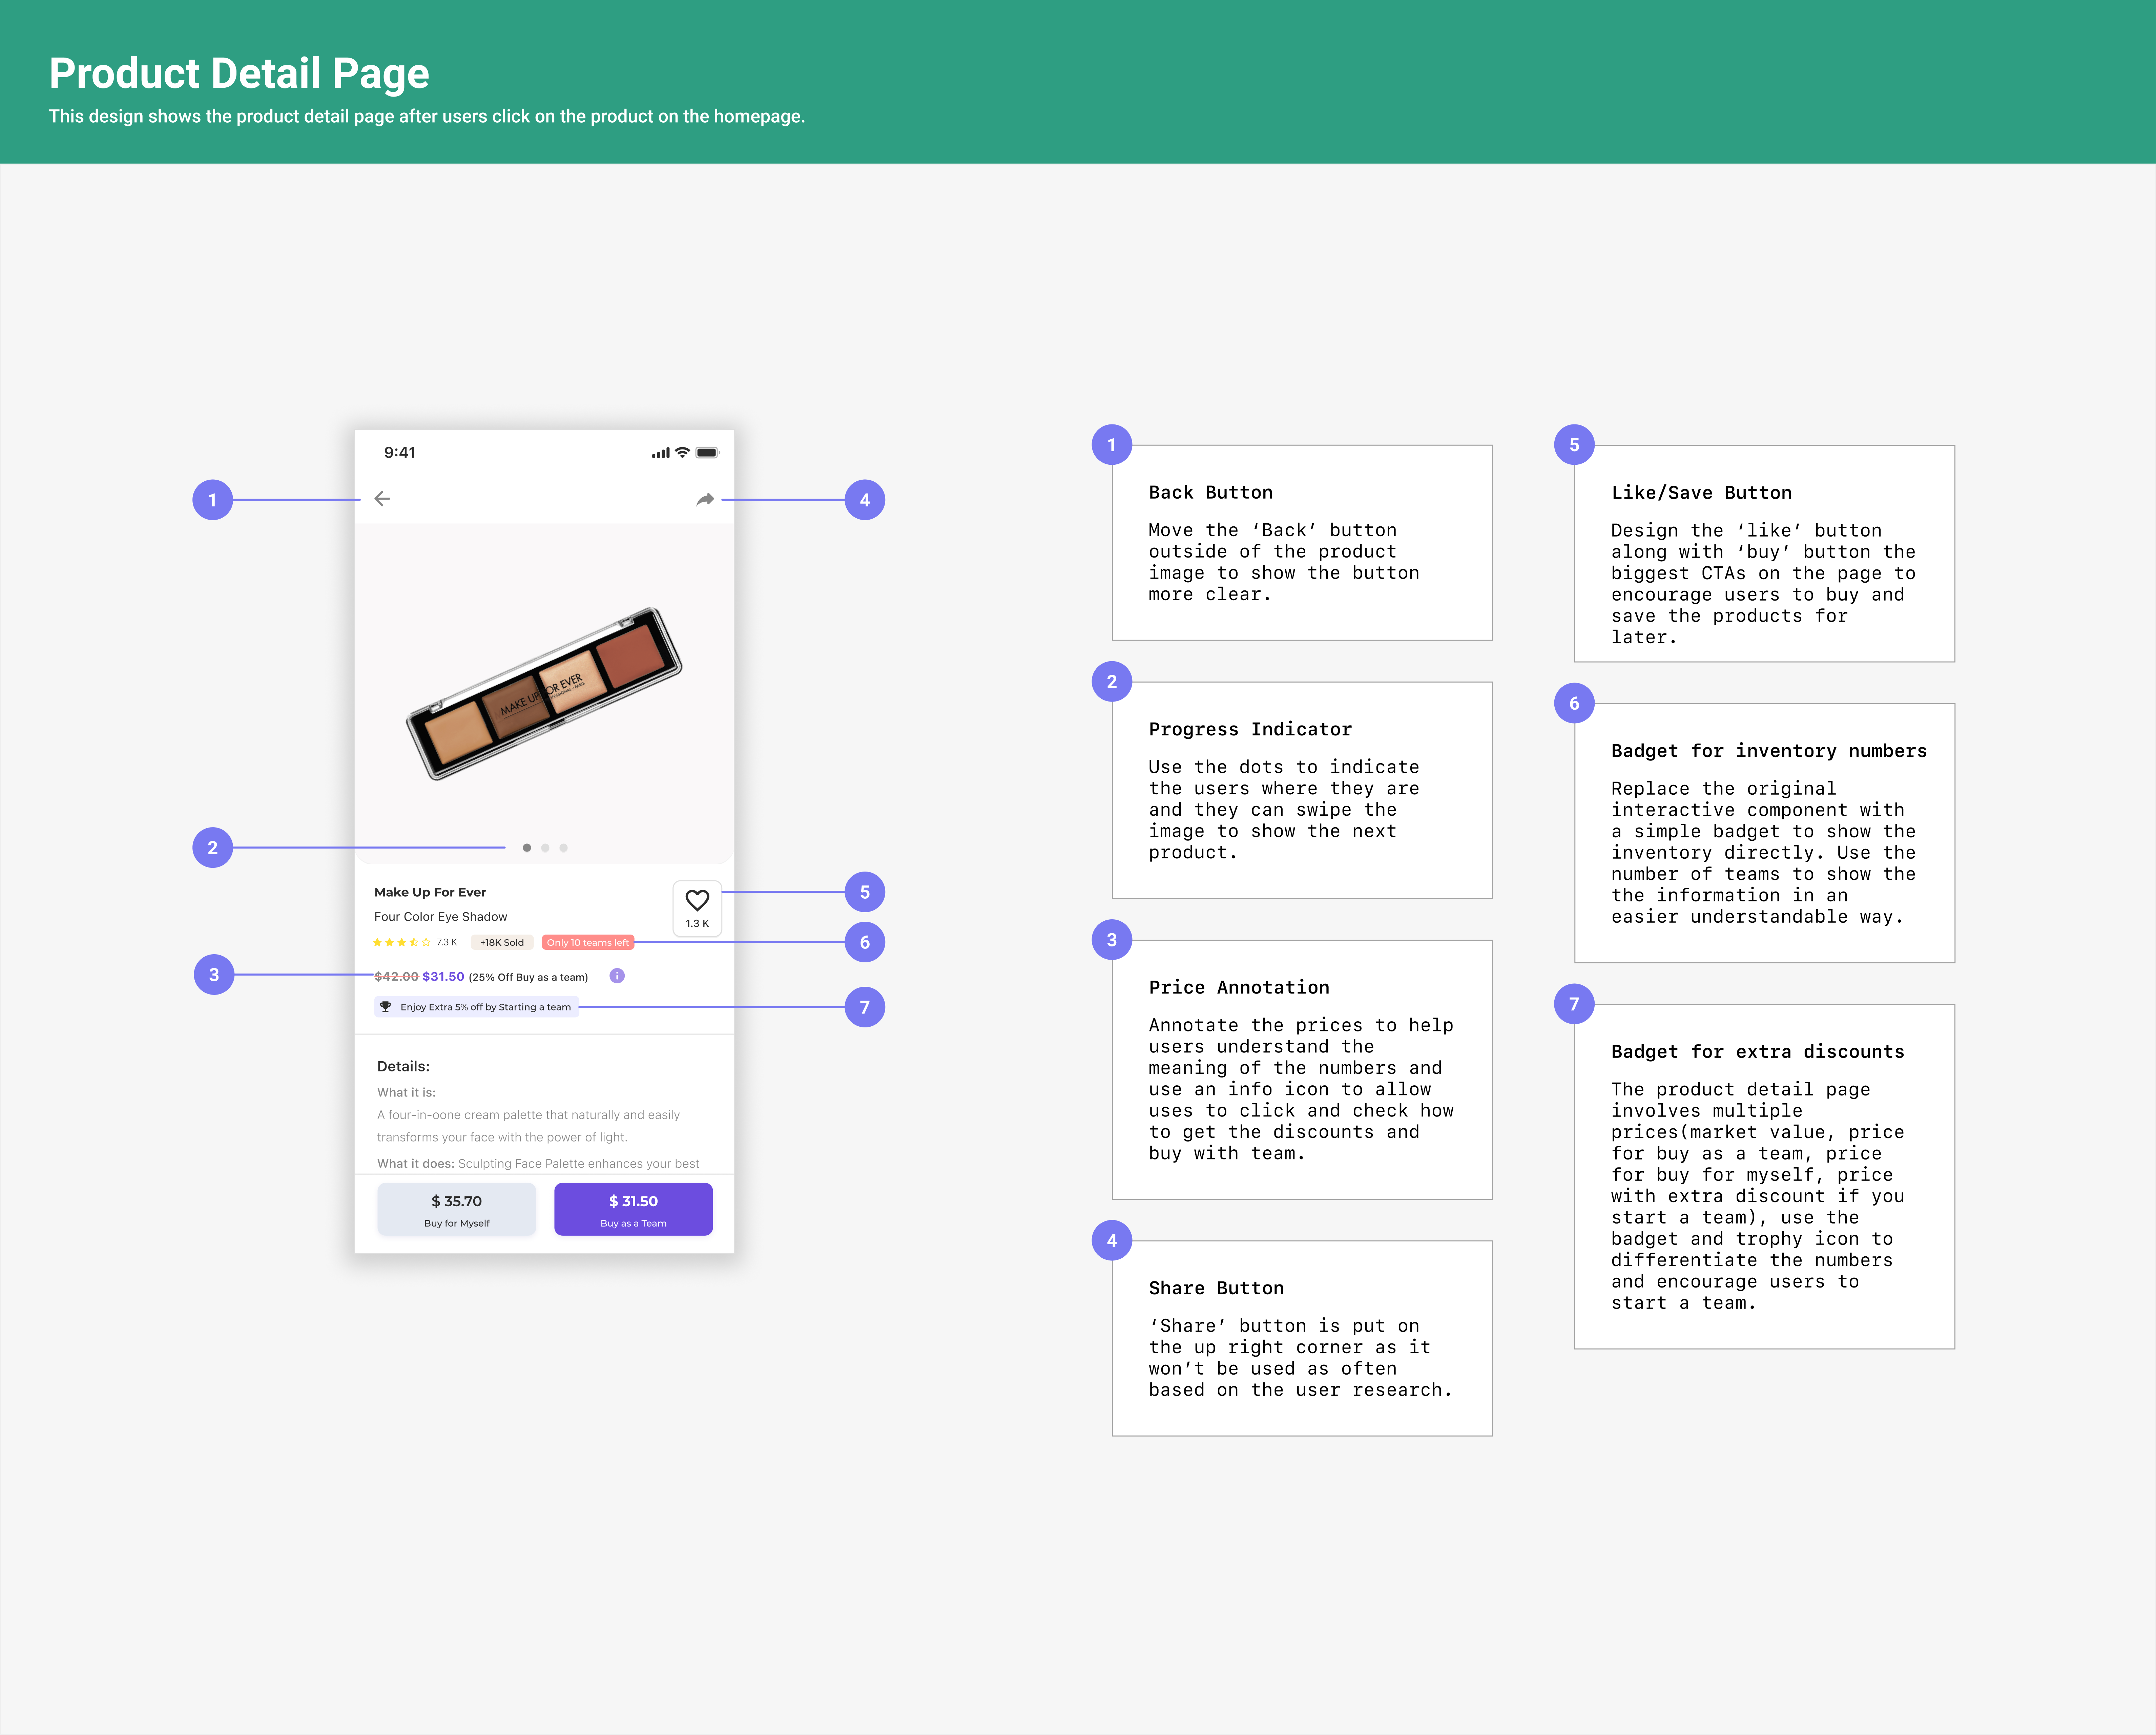 Product Detail Page
This design shows the product detail page after users click on the product on the homepage.
9:41
1
4
MAKE UP FOR EVER
PROFESSIONAL - PARIS
2
Make Up For Ever
Four Color Eye Shadow
7.3 K
+18K Sold
Only 10 teams left
1.3 K
5
6
3
$42.00 $31.50 (25% Off Buy as a team)
i
Enjoy Extra 5% off by Starting a team
7
Details:
What it is:
A four-in-oone cream palette that naturally and easily
transforms your face with the power of light.
What it does: Sculpting Face Palette enhances your best
$ 35.70
Buy for Myself
$ 31.50
Buy as a Team
1
Back Button
Move the ‘Back’ button
outside of the product
image to show the button
more clear.
2
Progress Indicator
Use the dots to indicate
the users where they are
and they can swipe the
image to show the next
product.
3
Price Annotation
Annotate the prices to help
users understand the
meaning of the numbers and
use an info icon to allow
uses to click and check how
to get the discounts and
buy with team.
4
Share Button
‘Share’ button is put on
the up right corner as it
won’t be used as often
based on the user research.
5
Like/Save Button
Design the ‘like’ button
along with ‘buy’ button the
biggest CTAs on the page to
encourage users to buy and
save the products for
later.
6
Badget for inventory numbers
Replace the original
interactive component with
a simple badget to show the
inventory directly. Use the
number of teams to show the
the information in an
easier understandable way.
7
Badget for extra discounts
The product detail page
involves multiple
prices(market value, price
for buy as a team, price
for buy for myself, price
with extra discount if you
start a team), use the
badget and trophy icon to
differentiate the numbers
and encourage users to
start a team.